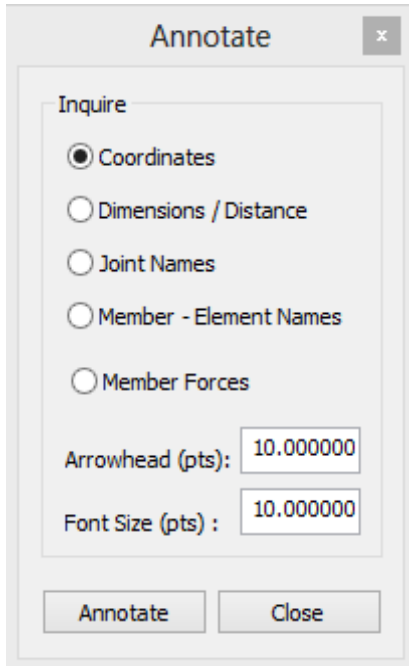 Annotate
x
Inquire
Coordinates
Dimensions / Distance
Joint Names
Member - Element Names
Member Forces
Arrowhead (pts): 10.000000
Font Size (pts) : 10.000000
Annotate Close